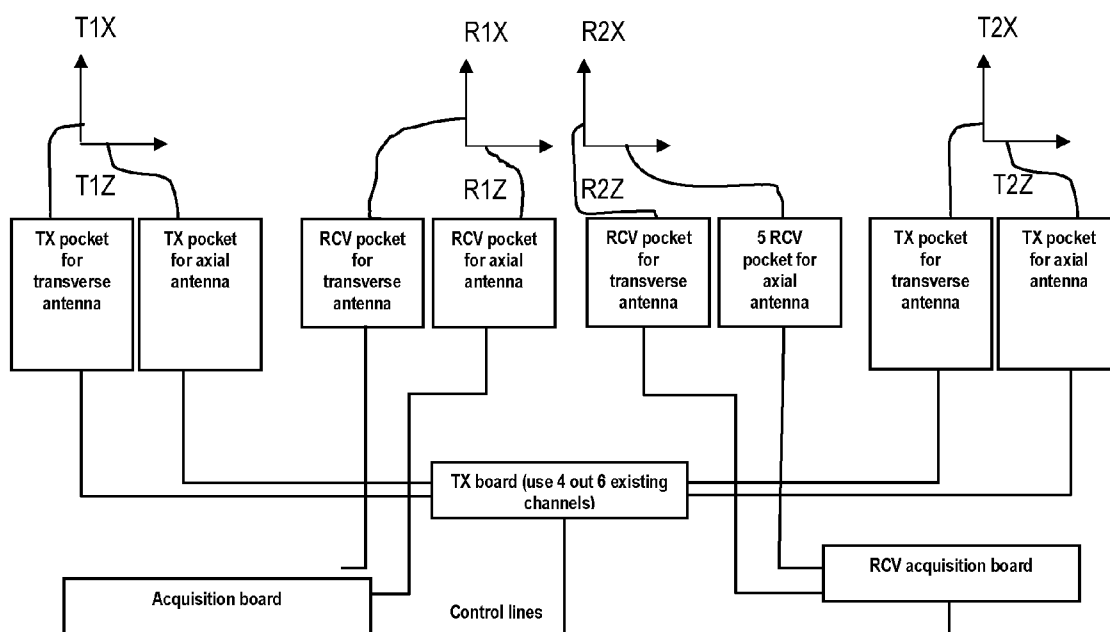 T1X
R1X
R2X
T2X
T1Z
R1Z
R2Z
T2Z
TX pocket
for
transverse
antenna
TX pocket
for axial
antenna
RCV pocket
for
transverse
antenna
RCV pocket
for axial
antenna
RCV pocket
for
transverse
antenna
5 RCV
pocket for
axial
antenna
TX pocket
for
transverse
antenna
TX pocket
for axial
antenna
TX board (use 4 out 6 existing
channels)
RCV acquisition board
Acquisition board
Control lines